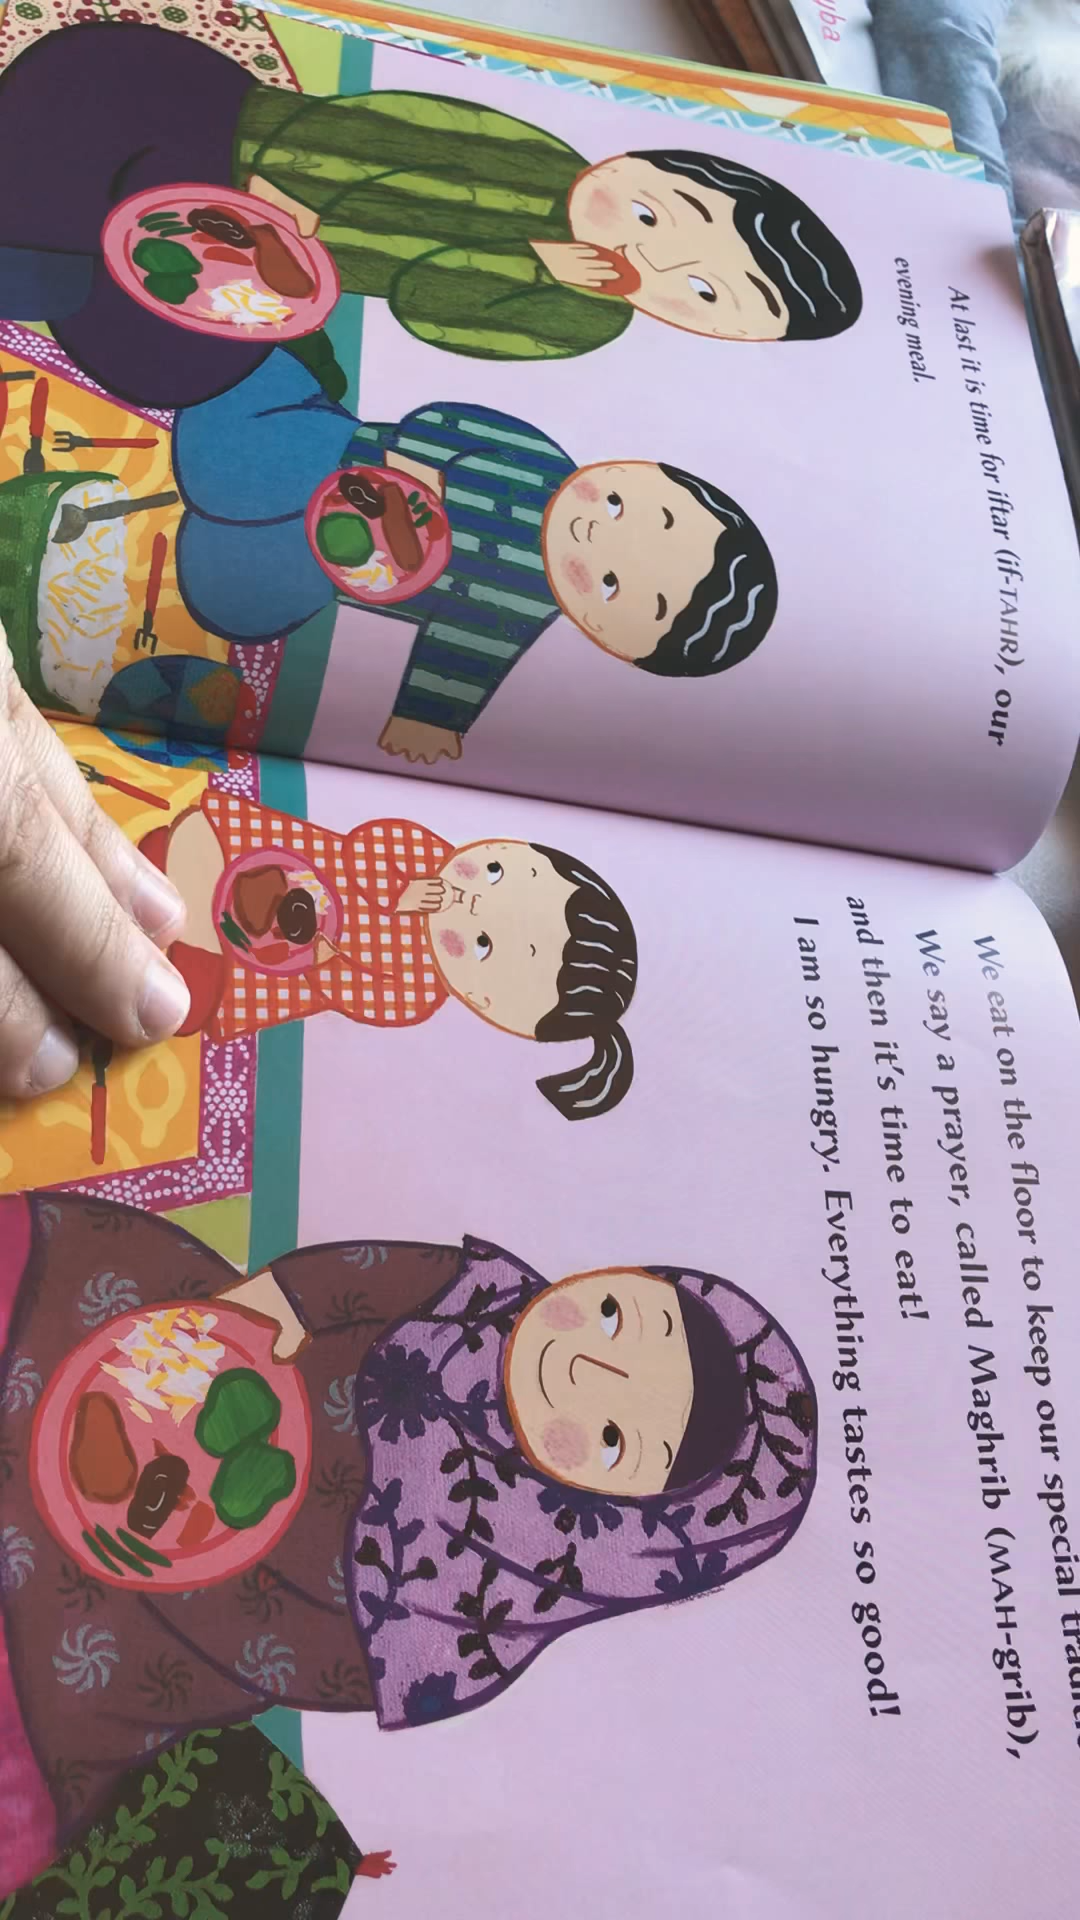 At last it is time for iftar (if-TAHR), our
evening meal.
We eat on the floor to keep our special
We say a prayer, called Maghrib (MAH-grib),
and then it's time to eat!
I am so hungry. Everything tastes so good!
yba